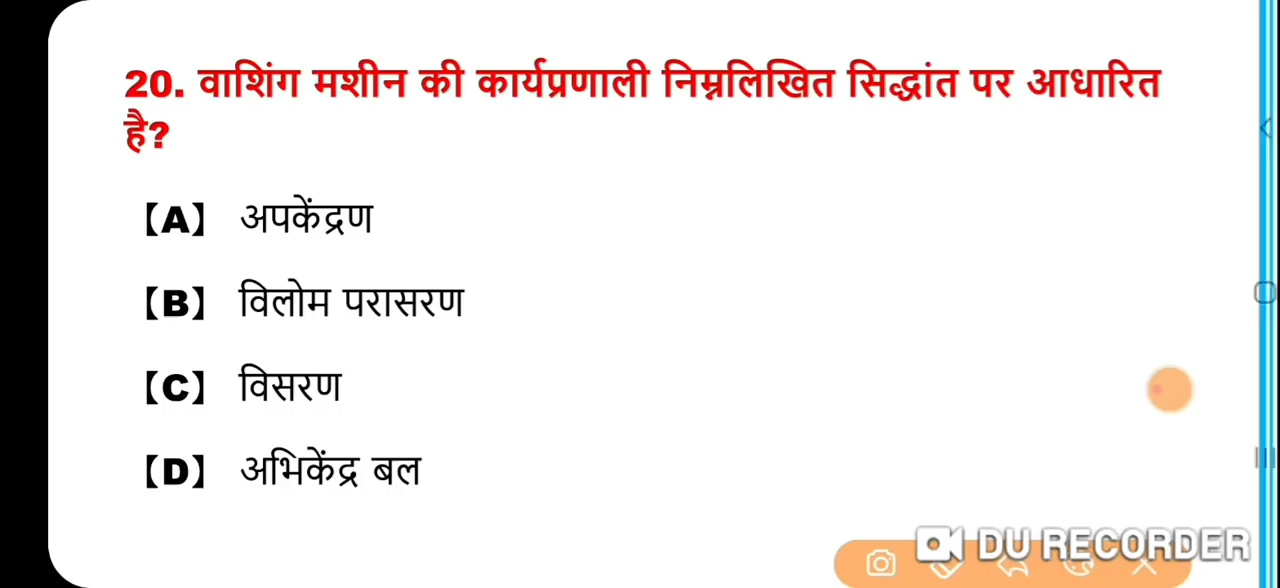 20. वाशिंग मशीन की कार्यप्रणाली निम्नलिखित सिद्धांत पर आधारित
है?
【A】 अपकेंद्रण
【B】 विलोम परासरण
【C】 विसरण
【D】 अभिकेंद्र बल
DU RECORDER